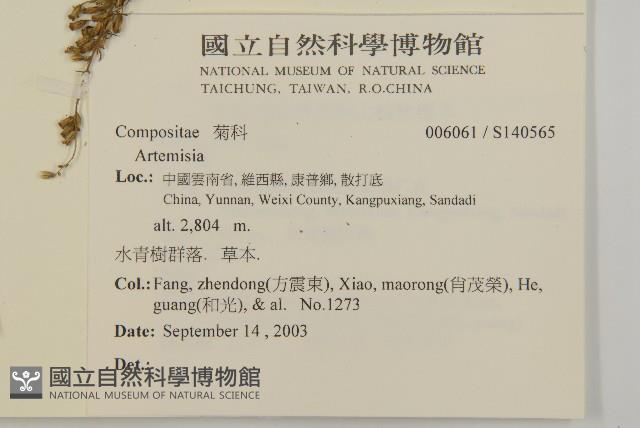 國立自然科學博物館
NATIONAL MUSEUM OF NATURAL SCIENCE
TAICHUNG, TAIWAN, R.O.CHINA
Compositae 菊科 006061 / S140565
Artemisia
Loc.: 中國雲南省, 維西縣, 康普鄉, 散打底
China, Yunnan, Weixi County, Kangpuxiang, Sandadi
alt. 2,804 m.
水青樹群落. 草本.
Col.: Fang, zhendong(方震東), Xiao, maorong(肖茂榮), He,
guang(和光), & al. No.1273
Date: September 14 , 2003
Det.:
國立自然科學博物館
NATIONAL MUSEUM OF NATURAL SCIENCE